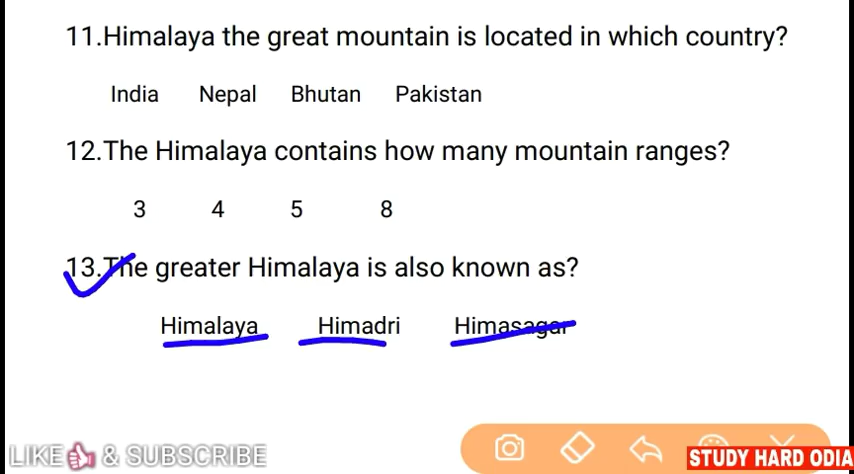 11.Himalaya the great mountain is located in which country?
India Nepal Bhutan Pakistan
12.The Himalaya contains how many mountain ranges?
3 4 5 8
13.The greater Himalaya is also known as?
Himalaya Himadri Himasagar
LIKE & SUBSCRIBE
STUDY HARD ODIA